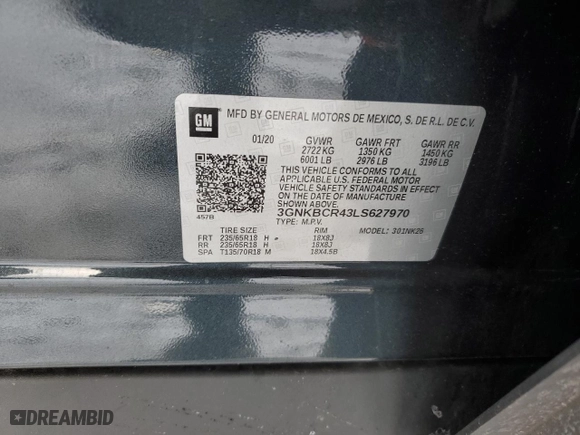 GM
MFD BY GENERAL MOTORS DE MEXICO, S. DE R.L. DE C.V.
01/20 GVWR GAWR FRT GAWR RR
2722 KG 1350 KG 1450 KG
6001 LB 2976 LB 3196 LB
THIS VEHICLE CONFORMS TO ALL
APPLICABLE U.S. FEDERAL MOTOR
VEHICLE SAFETY STANDARDS IN EFFECT
ON THE DATE OF MANUFACTURE
SHOWN ABOVE.
457B 3GNKBCR43LS627970
TYPE: M.P.V. MODEL: 301NK26
TIRE SIZE RIM
FRT 235/65R18 H 18X8J
RR 235/65R18 H 18X8J
SPA T135/70R18 M 18X4.5B
DREAMBID